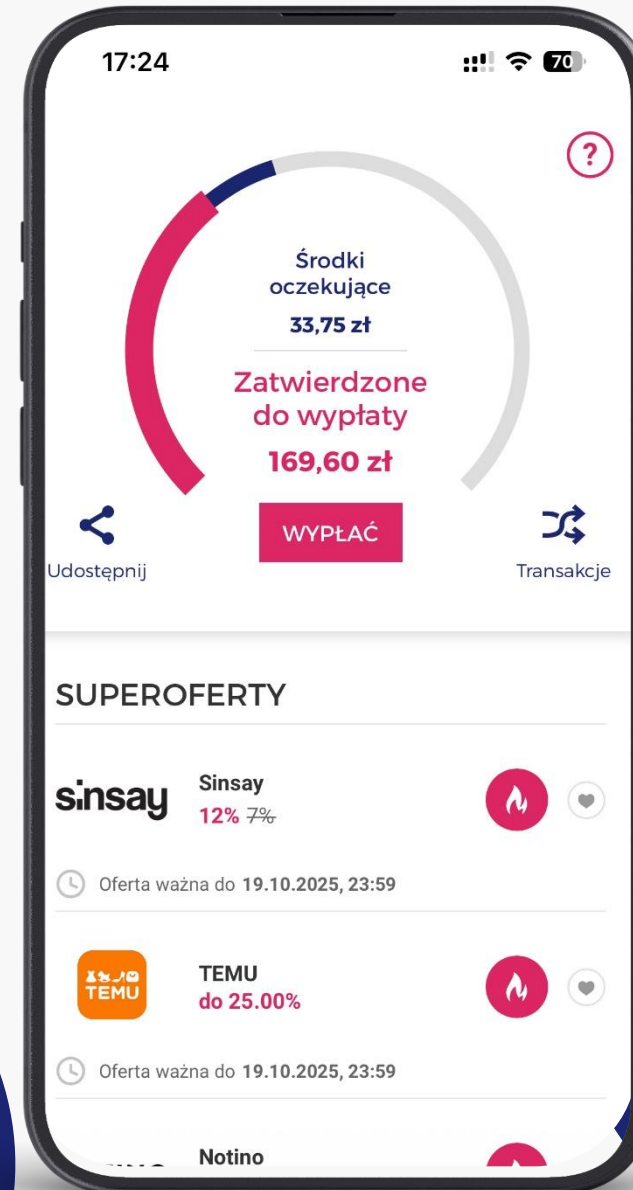 17:24
70
?
Środki
oczekujące
33,75 zł
Zatwierdzone
do wypłaty
169,60 zł
WYPŁAĆ
Udostępnij
Transakcje
SUPEROFERTY
sinsay
Sinsay
12% 7%
Oferta ważna do 19.10.2025, 23:59
TEMU
TEMU
do 25.00%
Oferta ważna do 19.10.2025, 23:59
Notino